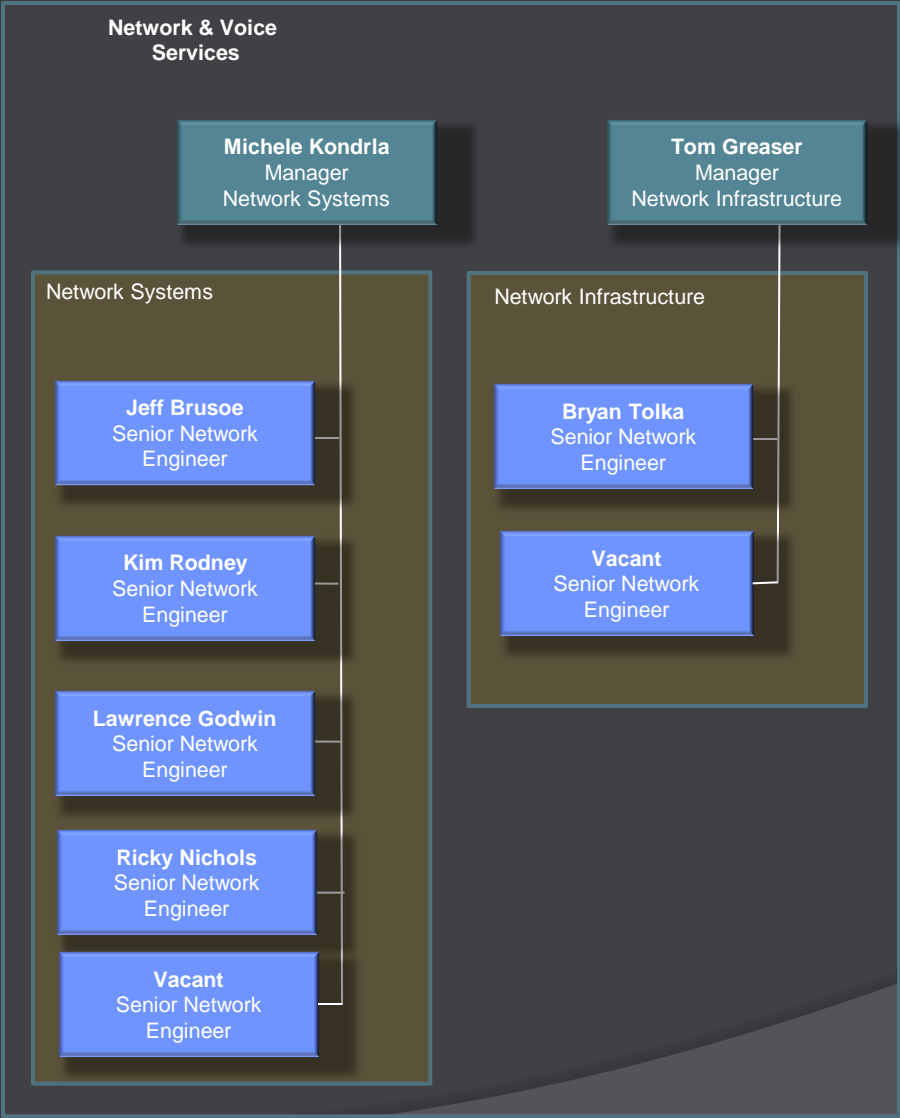 Network & Voice
Services
Michele Kondrla
Manager
Network Systems
Tom Greaser
Manager
Network Infrastructure
Network Systems
Jeff Brusoe
Senior Network
Engineer
Kim Rodney
Senior Network
Engineer
Lawrence Godwin
Senior Network
Engineer
Ricky Nichols
Senior Network
Engineer
Vacant
Senior Network
Engineer
Network Infrastructure
Bryan Tolka
Senior Network
Engineer
Vacant
Senior Network
Engineer